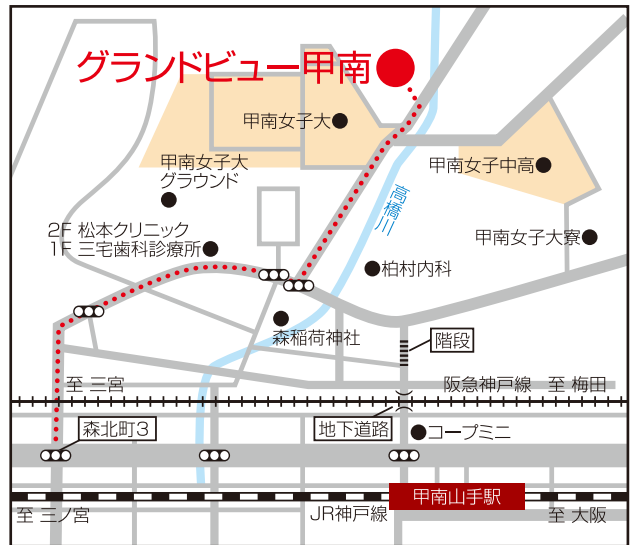 グランドビュー甲南
甲南女子大
甲南女子大
グラウンド
甲南女子中高
高橋川
2F 松本クリニック
1F 三宅歯科診療所
甲南女子大寮
柏村内科
森稲荷神社
階段
至 三宮
阪急神戸線 至 梅田
森北町3
地下道路
コープミニ
甲南山手駅
至 三ノ宮
JR神戸線
至 大阪